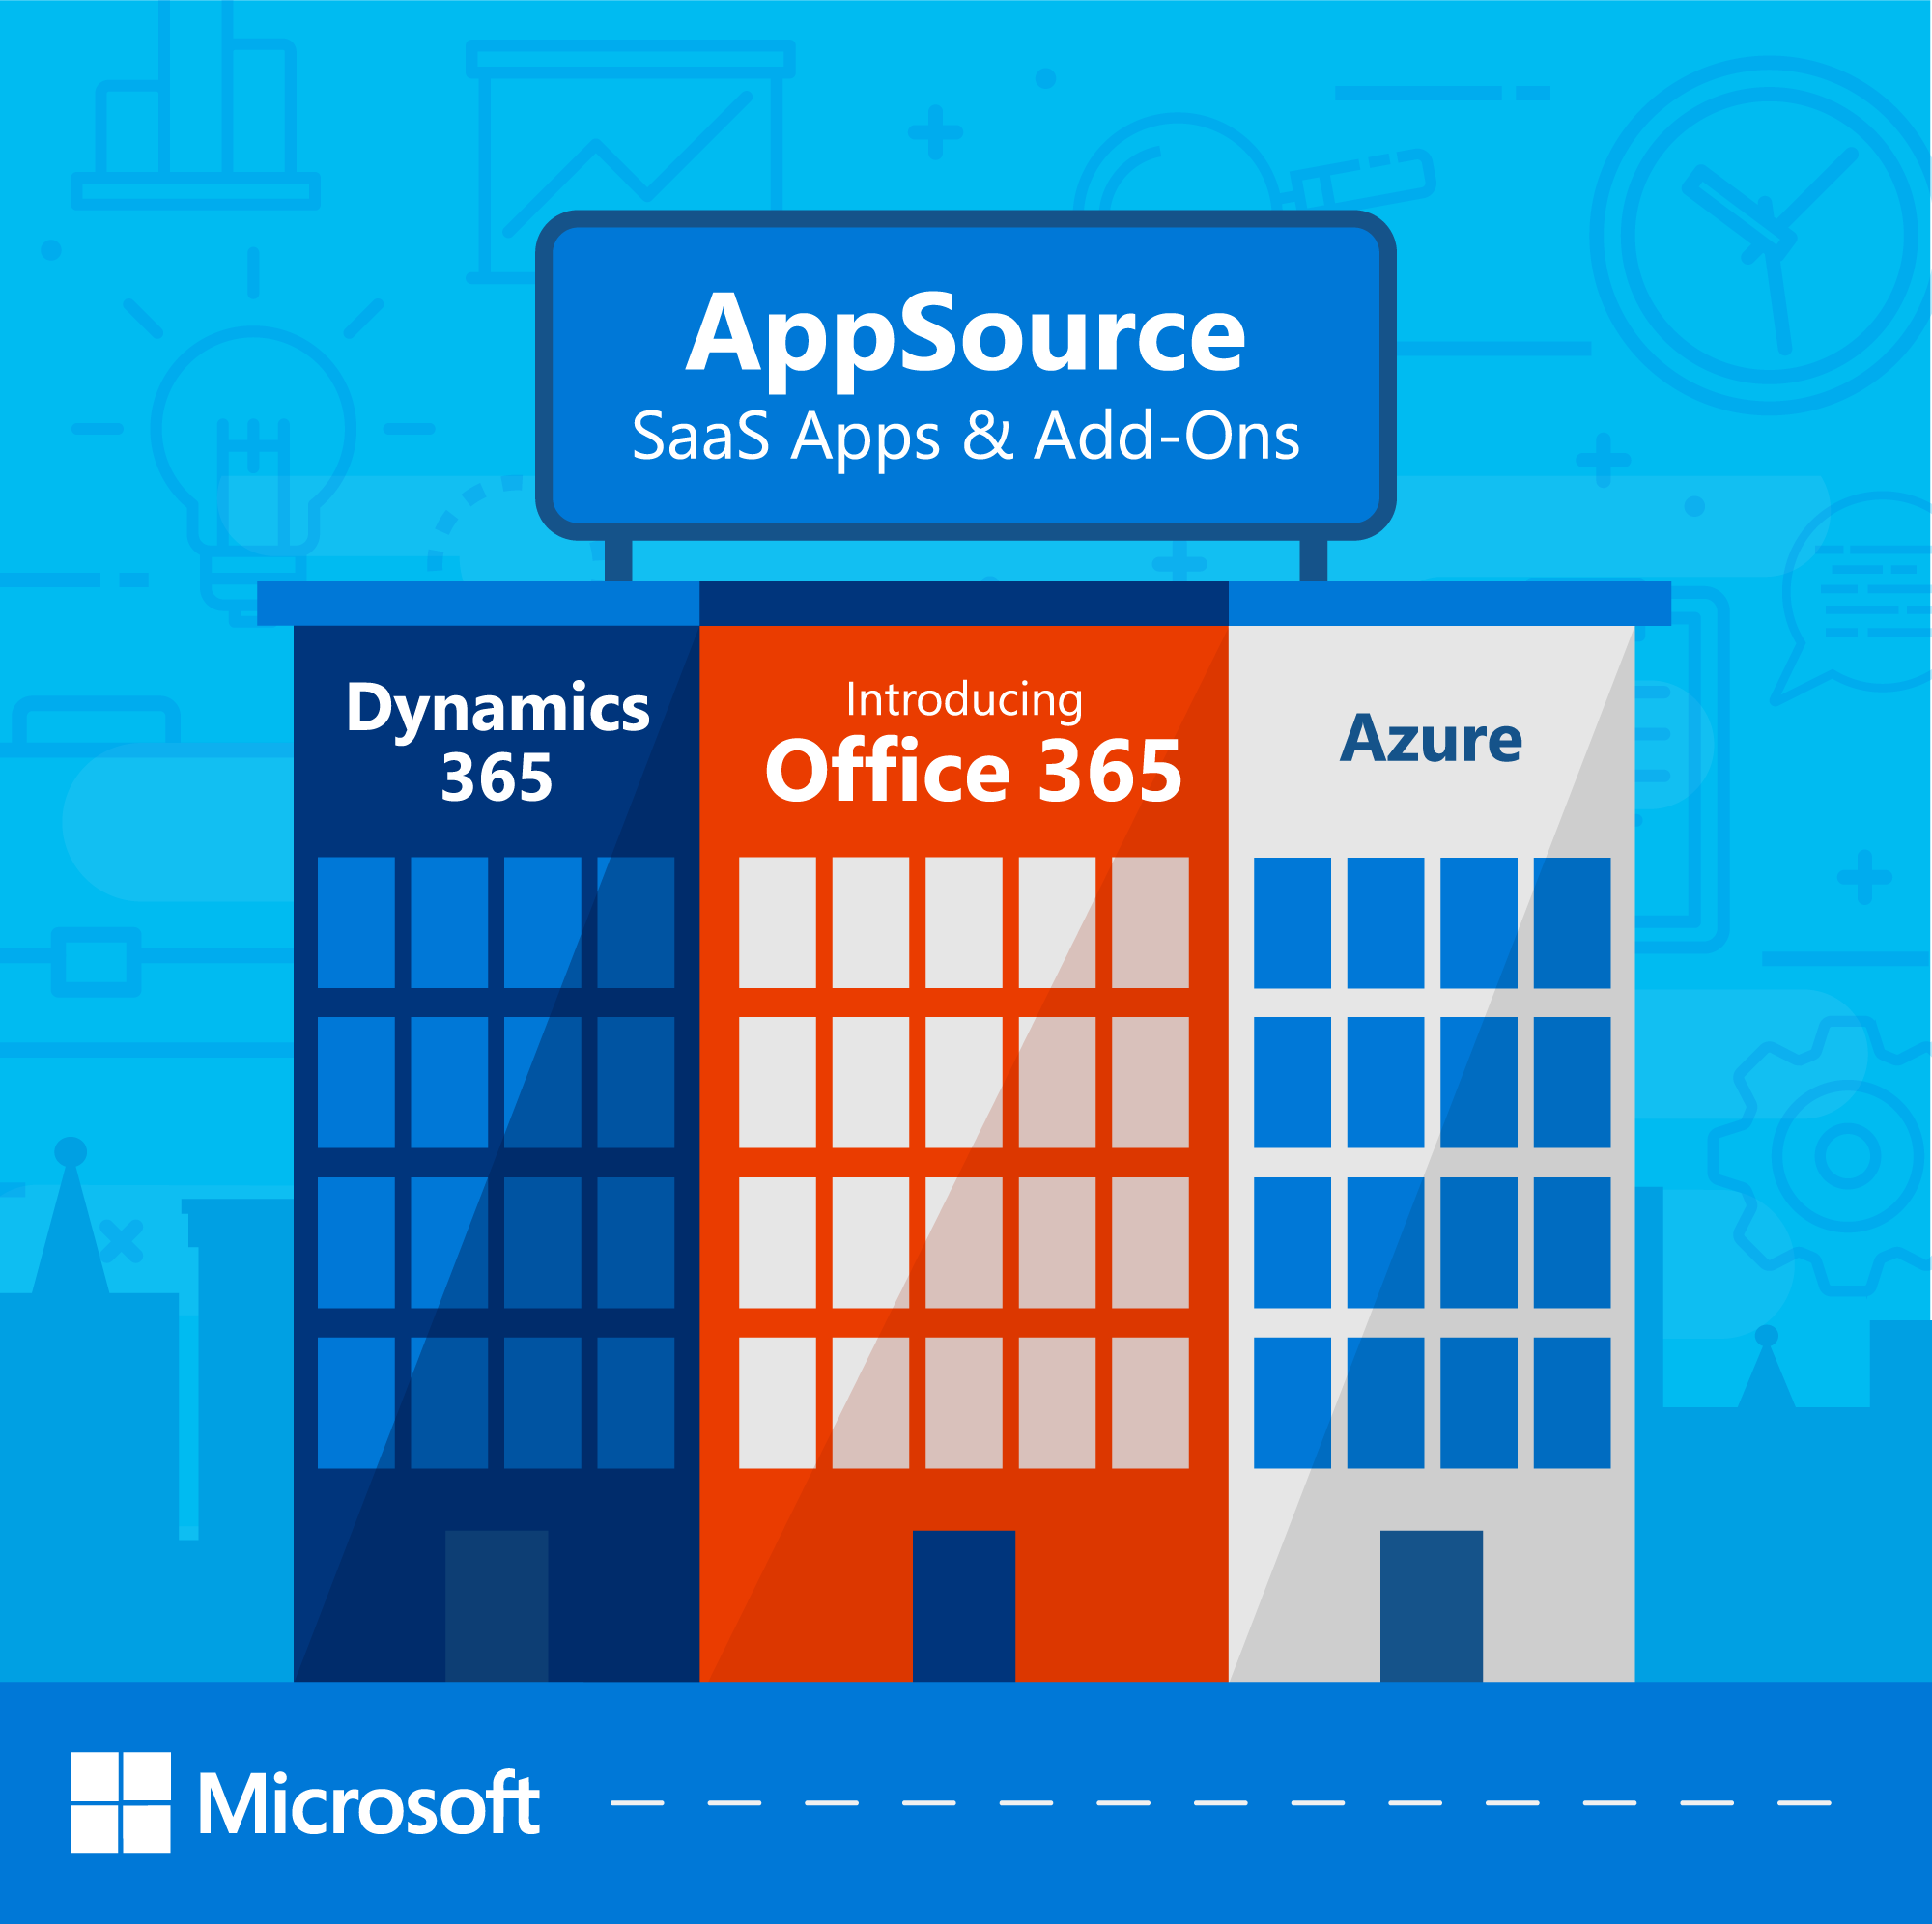 AppSource
SaaS Apps & Add-Ons
Dynamics
365
Introducing
Office 365
Azure
Microsoft